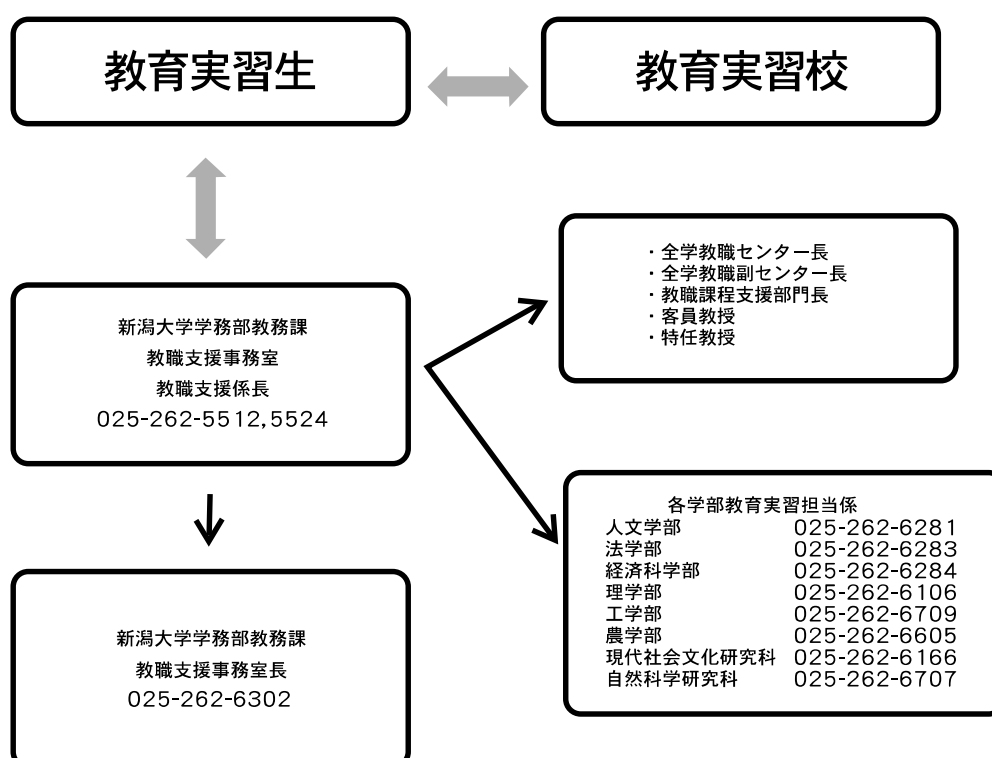 教育実習生
教育実習校
新潟大学学務部教務課
教職支援事務室
教職支援係長
025-262-5512,5524
・全学教職センター長
・全学教職副センター長
・教職課程支援部門長
・客員教授
・特任教授
新潟大学学務部教務課
教職支援事務室長
025-262-6302
各学部教育実習担当係
人文学部 025-262-6281
法学部 025-262-6283
経済科学部 025-262-6284
理学部 025-262-6106
工学部 025-262-6709
農学部 025-262-6605
現代社会文化研究科 025-262-6166
自然科学研究科 025-262-6707